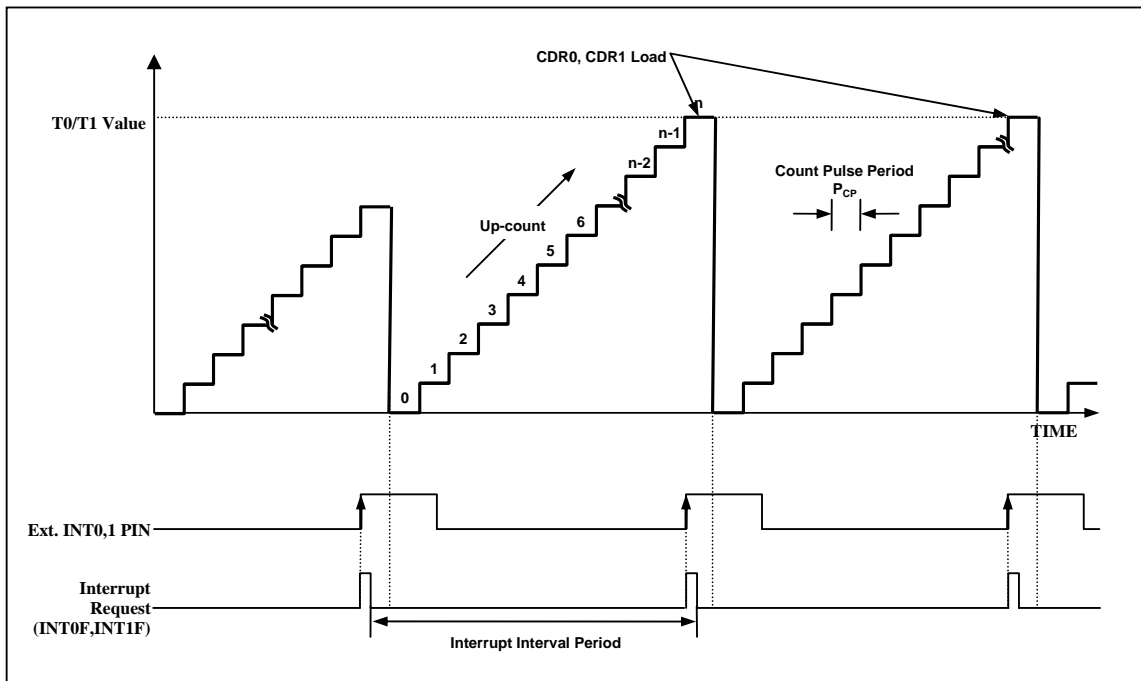 CDR0, CDR1 Load
n
T0/T1 Value
n-1
n-2
Count Pulse Period
PCP
Up-count
6
5
4
3
2
1
0
TIME
Ext. INT0,1 PIN
Interrupt
Request
(INT0F,INT1F)
Interrupt Interval Period